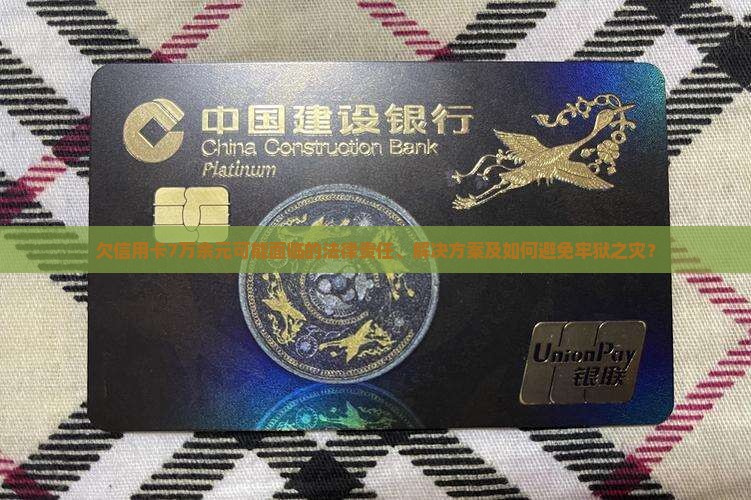 中国建设银行
China Construction Bank
Platinum
欠信用卡7万余元可能面临的法律责任、解决方案及如何避免牢狱之灾?
UnionPay
银联